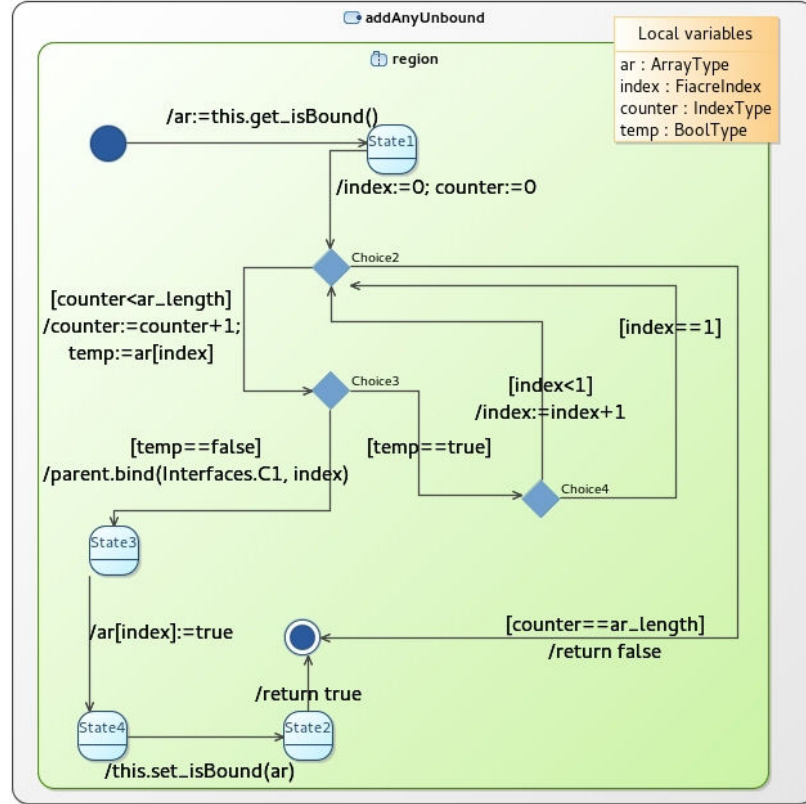 addAnyUnbound
region
Local variables
ar : ArrayType
index : FiacreIndex
counter : IndexType
temp : BoolType
/ar:=this.get_isBound()
State1
/index:=0; counter:=0
Choice2
[counter<ar_length]
/counter:=counter+1;
temp:=ar[index]
[index==1]
Choice3
[index<1]
/index:=index+1
[temp==false]
/parent.bind(Interfaces.C1, index)
[temp==true]
Choice4
State3
/ar[index]:=true
[counter==ar_length]
/return false
/return true
State4
State2
/this.set_isBound(ar)